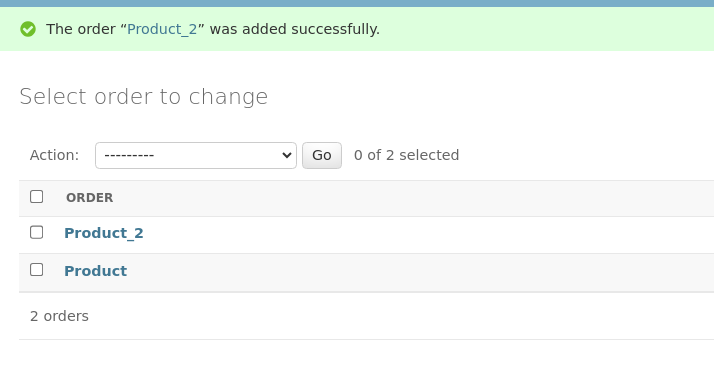 The order “Product_2” was added successfully.
Select order to change
Action: --------- Go 0 of 2 selected
ORDER
Product_2
Product
2 orders